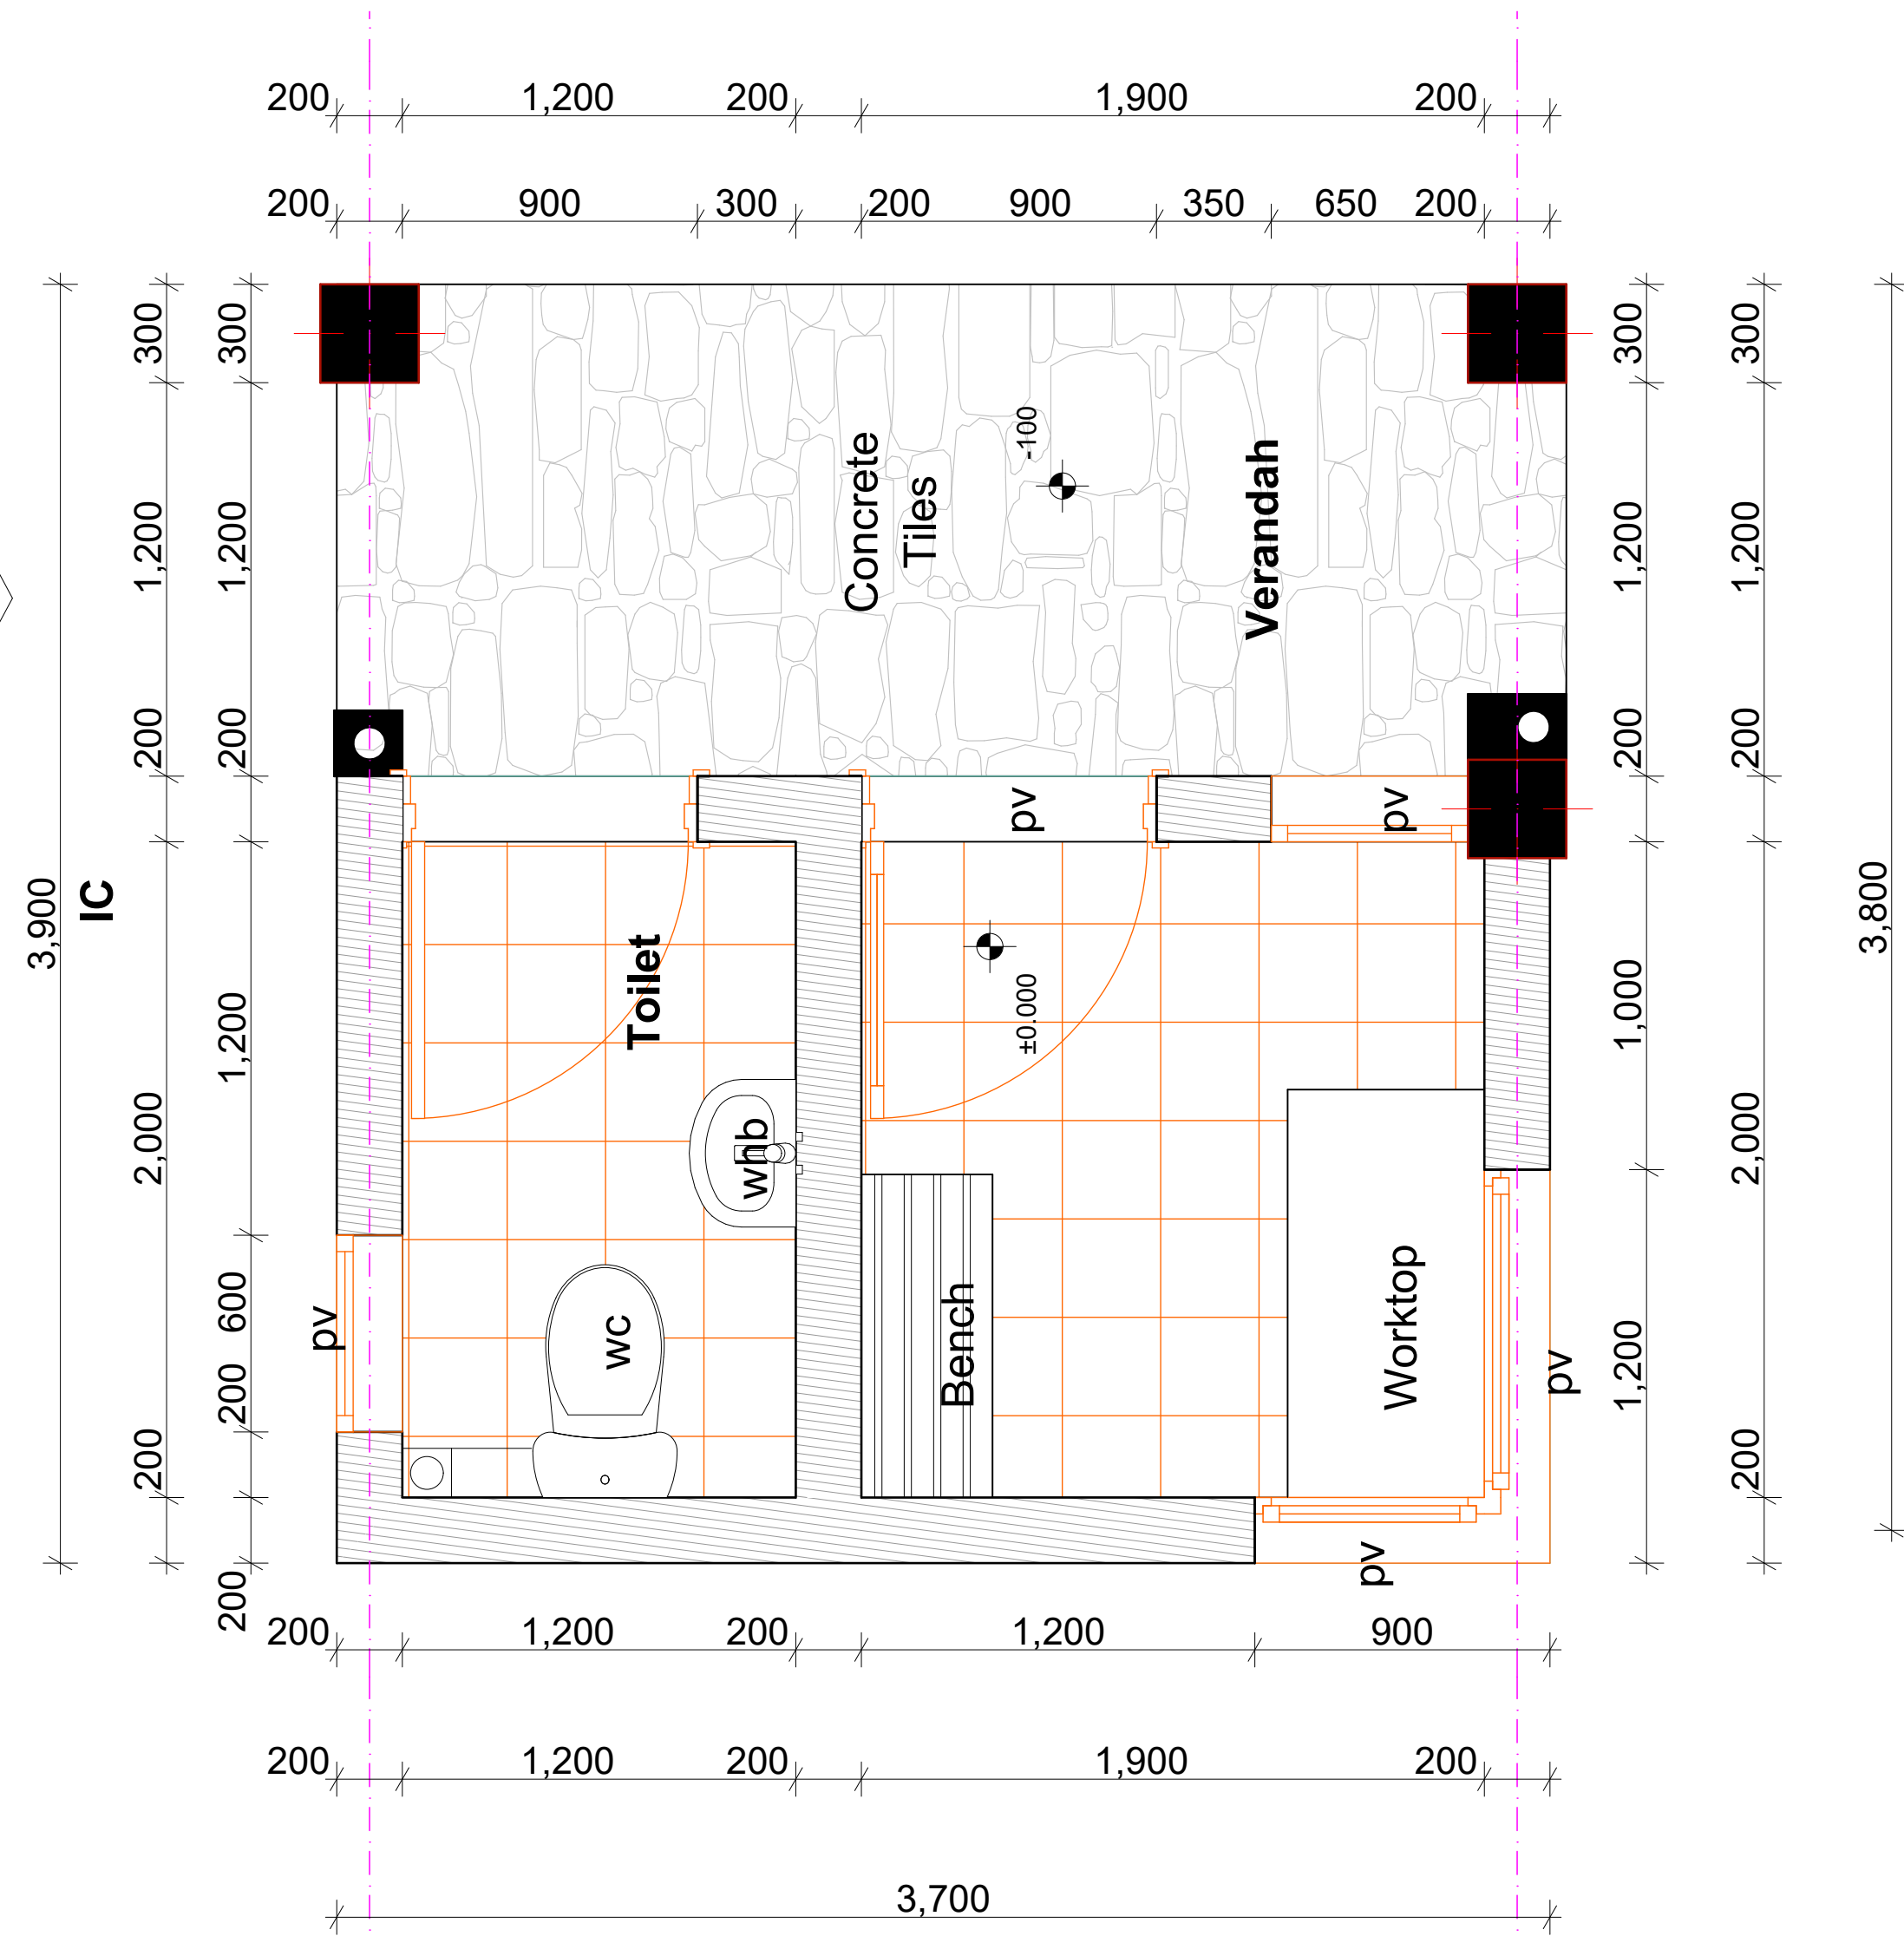 200 1,200 200 1,900 200
200 900 300 200 900 350 650 200
300 300 300 300
-100
Concrete
Tiles
Verandah
1,200 1,200 1,200 1,200
200 200 200 200
pv pv
3,900 IC 3,800
Toilet
±0.000
1,200 1,000
2,000 2,000
whb
600 pv wc Bench Worktop 1,200 pv
200
200 200
pv
200
200 1,200 200 1,200 900
200 1,200 200 1,900 200
3,700